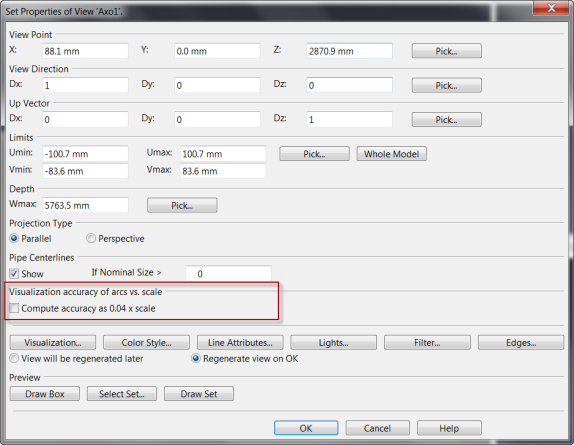 Set Properties of View 'Axo1'.
View Point
X: 88.1 mm Y: 0.0 mm Z: 2870.9 mm Pick...
View Direction
Dx: 1 Dy: 0 Dz: 0 Pick...
Up Vector
Dx: 0 Dy: 0 Dz: 1 Pick...
Limits
Umin: -100.7 mm Umax: 100.7 mm Pick... Whole Model
Vmin: -83.6 mm Vmax: 83.6 mm
Depth
Wmax: 5763.5 mm Pick...
Projection Type
Parallel Perspective
Pipe Centerlines
Show If Nominal Size > 0
Visualization accuracy of arcs vs. scale
Compute accuracy as 0.04 x scale
Visualization... Color Style... Line Attributes... Lights... Filter... Edges...
View will be regenerated later Regenerate view on OK
Preview
Draw Box Select Set... Draw Set
OK Cancel Help